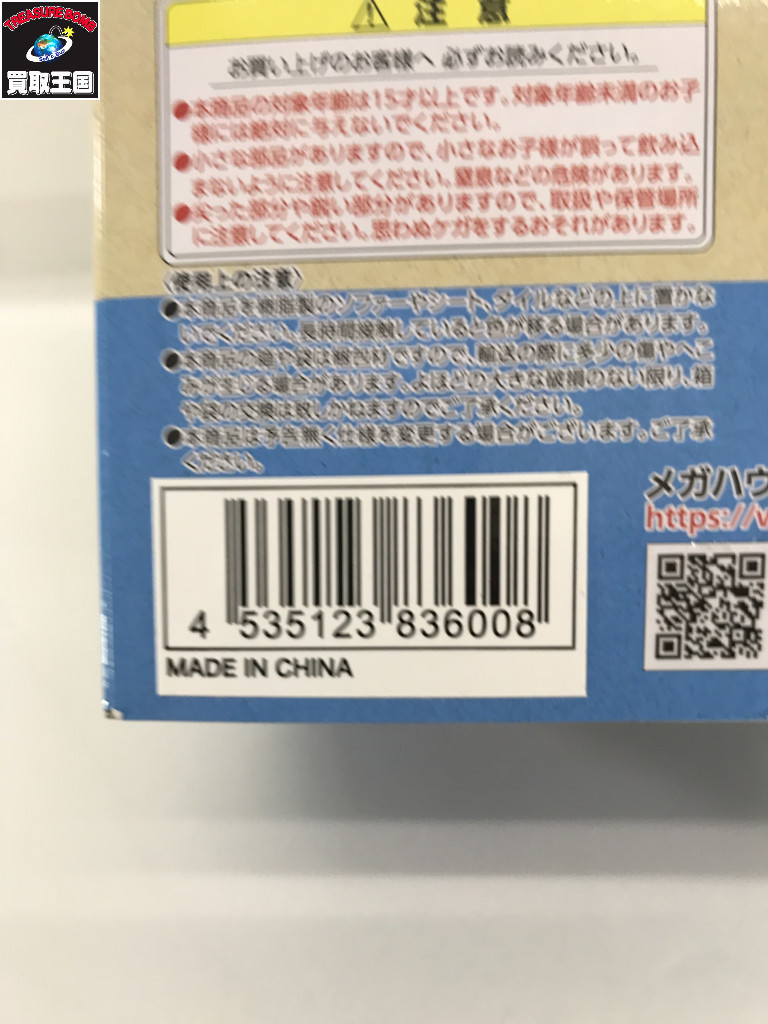 TREASURE BOMB
買取王国
注意
お買い上げのお客様へ 必ずお読みください。
●本商品の対象年齢は15才以上です。対象年齢未満のお子
様には絶対に与えないでください。
●小さな部品がありますので、小さなお子様が誤って飲み込
まないように注意してください。窒息などの危険があります。
●尖った部分や鋭い部分がありますので、取扱や保管場所
に注意してください。思わぬケガをするおそれがあります。
〈使用上の注意〉
●本商品を樹脂製のソファーやシート、タイルなどの上に置かな
いでください。長時間接触していると色が移る場合があります。
●本商品の箱や袋は梱包材ですので、輸送の際に多少の傷やへこ
みが生じる場合があります。よほどの大きな破損のない限り、箱
や袋の交換は致しかねますのでご了承ください。
●本商品は予告無く仕様を変更する場合がございます。ご了承
ください。
メガハウ
https://w
4 535123 836008
MADE IN CHINA